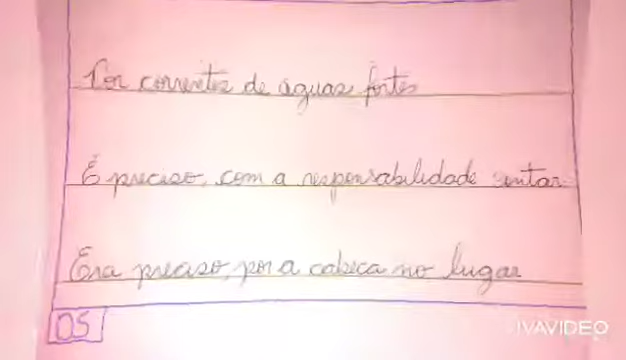 Por correntes de águas fortes
É preciso, com a responsabilidade contar
Era preciso, por a cabeça no lugar
05
VIVAVIDEO